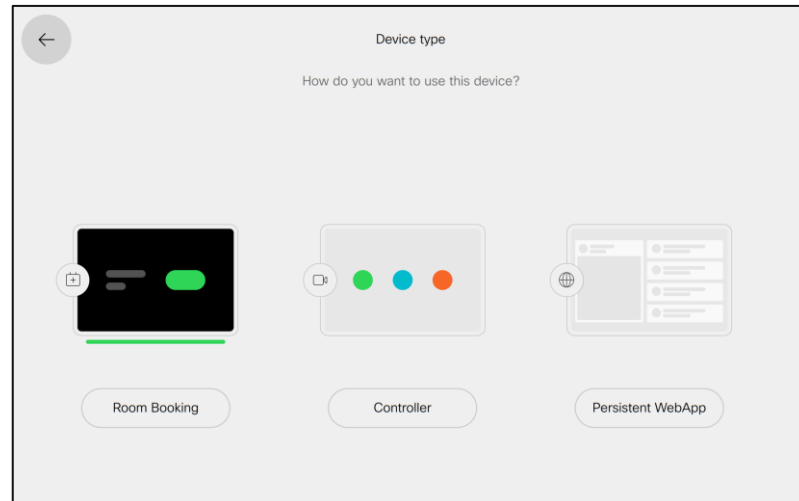 Device type
How do you want to use this device?
Room Booking
Controller
Persistent WebApp